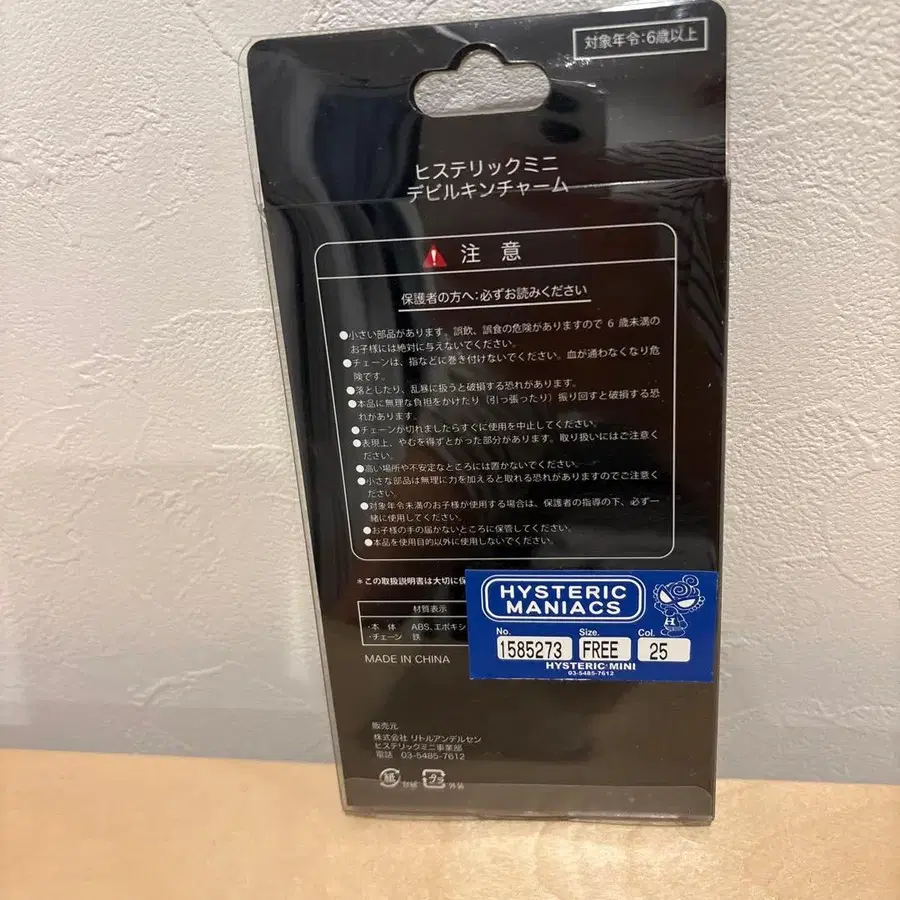 対象年令:6歳以上
ヒステリックミニ
デビルキンチャーム
注 意
保護者の方へ:必ずお読みください
●小さい部品があります。誤飲、誤食の危険がありますので 6 歳未満の
お子様には絶対に与えないでください。
●チェーンは、指などに巻き付けないでください。血が通わなくなり危
険です。
●落としたり、乱暴に扱うと破損する恐れがあります。
●本品に無理な負担をかけたり（引っ張ったり）振り回すと破損する恐
れがあります。
●チェーンが切れましたらすぐに使用を中止してください。
●表現上、やむを得ずとがった部分があります。取り扱いにはご注意く
ださい。
●高い場所や不安定なところには置かないでください。
●小さな部品は無理に力を加えると取れる恐れがありますのでご注意く
ださい。
●対象年令未満のお子様が使用する場合は、保護者の指導の下、必ず一
緒に使用してください。
●お子様の手の届かないところに保管してください。
●本品を使用目的以外に使用しないでください。
＊この取扱説明書は大切に保
材質表示
・本 体 ABS、エポキシ
・チェーン 鉄
MADE IN CHINA
HYSTERIC
MANIACS
H
No. Size. Col.
1585273 FREE 25
HYSTERIC MINI
03-5485-7612
販売元
株式会社 リトルアンデルセン
ヒステリックミニ事業部
電話 03-5485-7612
紙 台紙 プラ 外装